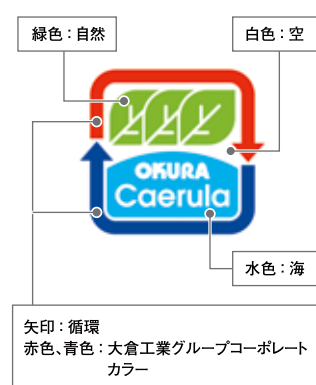 緑色：自然
白色：空
OKURA
Caerula
水色：海
矢印：循環
赤色、青色：大倉工業グループコーポレート
カラー